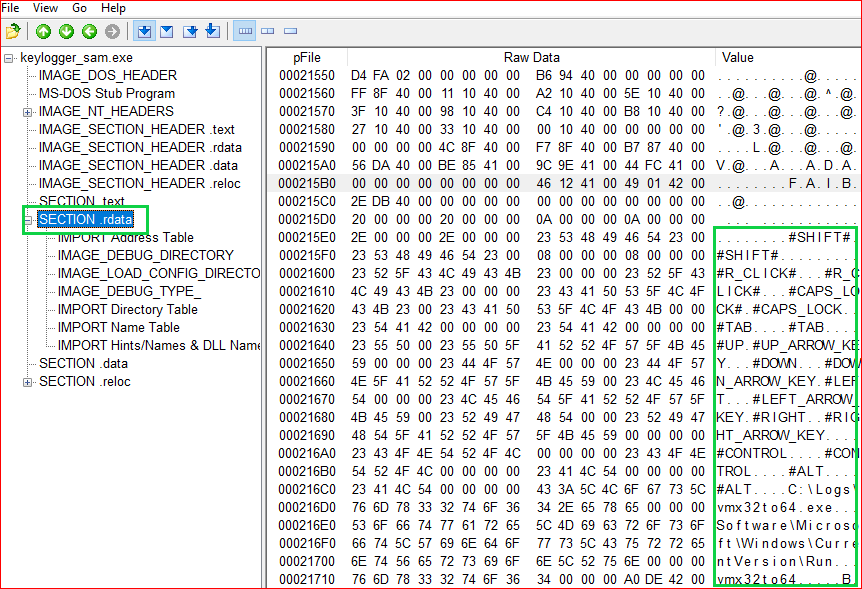 File View Go Help
keylogger_sam.exe
IMAGE_DOS_HEADER
MS-DOS Stub Program
IMAGE_NT_HEADERS
IMAGE_SECTION_HEADER .text
IMAGE_SECTION_HEADER .rdata
IMAGE_SECTION_HEADER .data
IMAGE_SECTION_HEADER .reloc
SECTION .text
SECTION .rdata
IMPORT Address Table
IMAGE_DEBUG_DIRECTORY
IMAGE_LOAD_CONFIG_DIRECTO
IMAGE_DEBUG_TYPE_
IMPORT Directory Table
IMPORT Name Table
IMPORT Hints/Names & DLL Name
SECTION .data
SECTION .reloc
pFile Raw Data Value
00021550 D4 FA 02 00 00 00 00 00 B6 94 40 00 00 00 00 00 . . . . . . . . . . @ . . . . .
00021560 FF 8F 40 00 11 10 40 00 A2 10 40 00 5E 10 40 00 . . @ . . . @ . . . @ . ^ . @ .
00021570 3F 10 40 00 98 10 40 00 C4 10 40 00 B8 10 40 00 ? . @ . . . @ . . . @ . . . @ .
00021580 27 10 40 00 33 10 40 00 00 10 40 00 00 00 00 00 ' . @ . 3 . @ . . . @ . . . . .
00021590 00 00 00 00 4C 8F 40 00 F7 8F 40 00 B7 87 40 00 . . . . L . @ . . . @ . . . @ .
000215A0 56 DA 40 00 BE 85 41 00 9C 9E 41 00 44 FC 41 00 V . @ . . . A . . . A . D . A .
000215B0 00 00 00 00 00 00 00 00 46 12 41 00 49 01 42 00 . . . . . . . . F . A . I . B .
000215C0 2E DB 40 00 00 00 00 00 00 00 00 00 00 00 00 00 . . @ . . . . . . . . . . . . .
000215D0 20 00 00 00 20 00 00 00 0A 00 00 00 0A 00 00 00
000215E0 2E 00 00 00 2E 00 00 00 23 53 48 49 46 54 23 00 . . . . . . . . #SHIFT# .
000215F0 23 53 48 49 46 54 23 00 08 00 00 00 08 00 00 00 #SHIFT# . . . . . . . . .
00021600 23 52 5F 43 4C 49 43 4B 23 00 00 00 23 52 5F 43 #R_CLICK# . . . #R_C
00021610 4C 49 43 4B 23 00 00 00 23 43 41 50 53 5F 4C 4F LICK# . . . #CAPS_LO
00021620 43 4B 23 00 23 43 41 50 53 5F 4C 4F 43 4B 00 00 CK# . #CAPS_LOCK . .
00021630 23 54 41 42 00 00 00 00 23 54 41 42 00 00 00 00 #TAB . . . . #TAB . . . .
00021640 23 55 50 00 23 55 50 5F 41 52 52 4F 57 5F 4B 45 #UP . #UP_ARROW_KE
00021650 59 00 00 00 23 44 4F 57 4E 00 00 00 23 44 4F 57 Y . . . #DOWN . . . #DOW
00021660 4E 5F 41 52 52 4F 57 5F 4B 45 59 00 23 4C 45 46 N_ARROW_KEY . #LEF
00021670 54 00 00 00 23 4C 45 46 54 5F 41 52 52 4F 57 5F T . . . #LEFT_ARROW_
00021680 4B 45 59 00 23 52 49 47 48 54 00 00 23 52 49 47 KEY . #RIGHT . . #RIG
00021690 48 54 5F 41 52 52 4F 57 5F 4B 45 59 00 00 00 00 HT_ARROW_KEY . . . .
000216A0 23 43 4F 4E 54 52 4F 4C 00 00 00 00 23 43 4F 4E #CONTROL . . . . #CON
000216B0 54 52 4F 4C 00 00 00 00 23 41 4C 54 00 00 00 00 TROL . . . . #ALT . . . .
000216C0 23 41 4C 54 00 00 00 00 43 3A 5C 4C 6F 67 73 5C #ALT . . . . C:\Logs\
000216D0 76 6D 78 33 32 74 6F 36 34 2E 65 78 65 00 00 00 vmx32to64.exe . . .
000216E0 53 6F 66 74 77 61 72 65 5C 4D 69 63 72 6F 73 6F Software\Microso
000216F0 66 74 5C 57 69 6E 64 6F 77 73 5C 43 75 72 72 65 ft\Windows\Curre
00021700 6E 74 56 65 72 73 69 6F 6E 5C 52 75 6E 00 00 00 ntVersion\Run . . .
00021710 76 6D 78 33 32 74 6F 36 34 00 00 00 A0 DE 42 00 vmx32to64 . . . . . B .